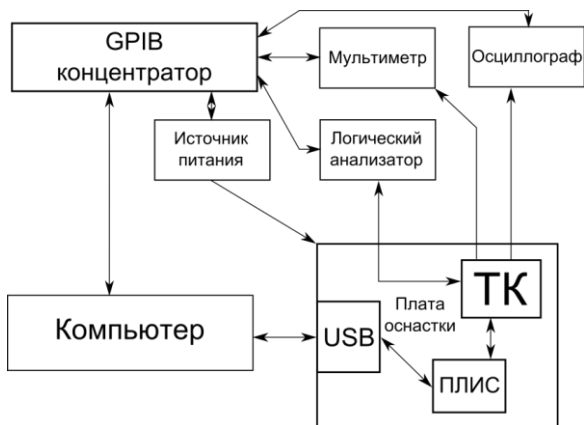 GPIB
концентратор
Мультиметр
Осциллограф
Источник
питания
Логический
анализатор
Компьютер
USB
Плата
оснастки
ТК
ПЛИС